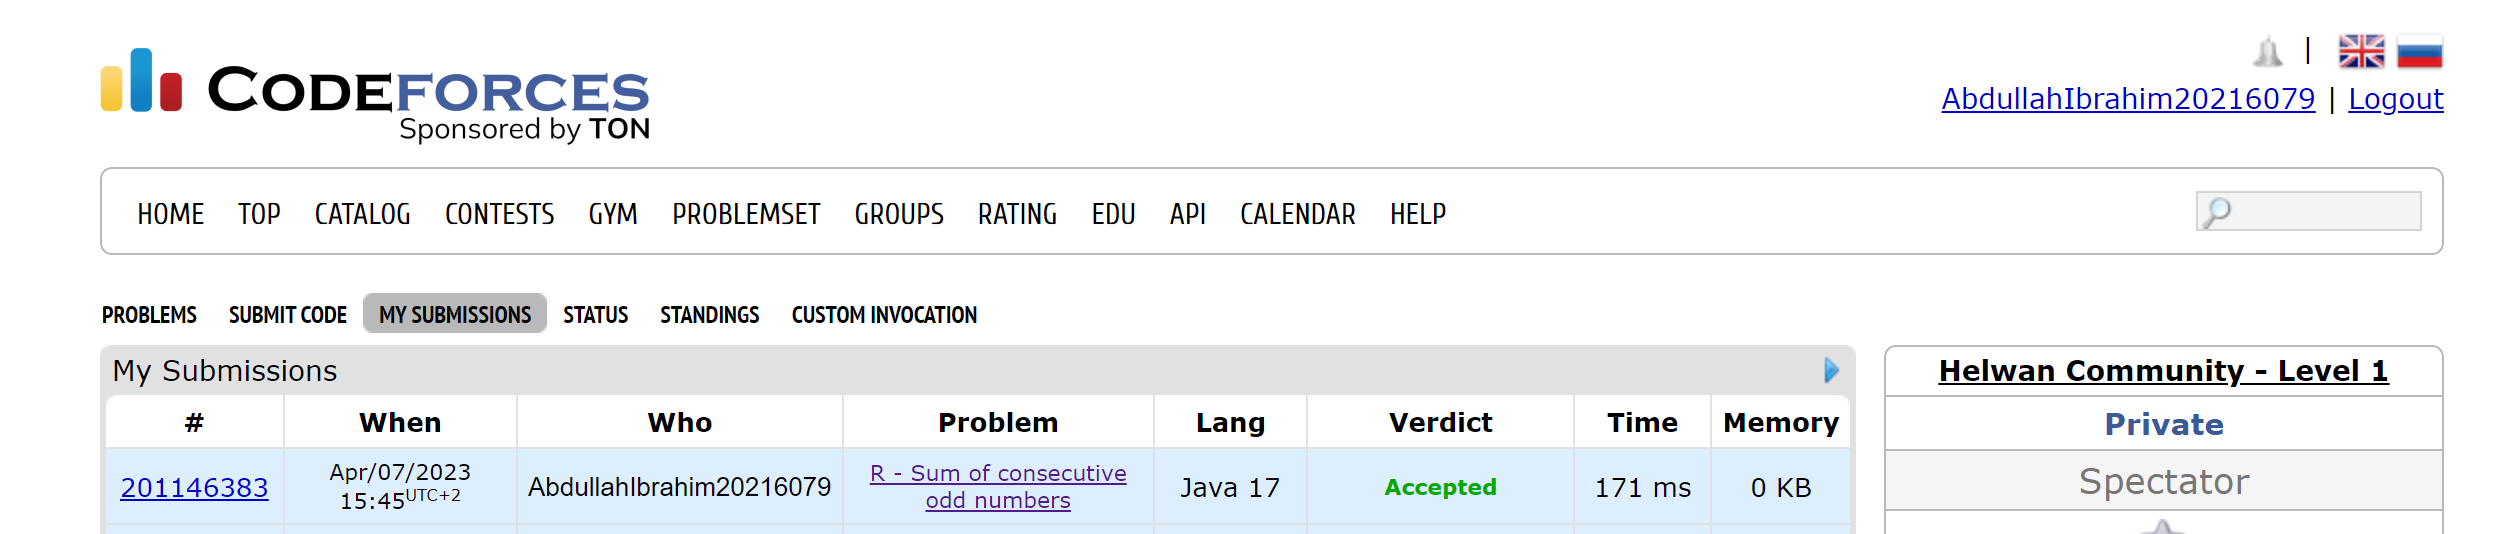 |
CODEFORCES
Sponsored by TON
AbdullahIbrahim20216079 | Logout
HOME TOP CATALOG CONTESTS GYM PROBLEMSET GROUPS RATING EDU API CALENDAR HELP
PROBLEMS SUBMIT CODE MY SUBMISSIONS STATUS STANDINGS CUSTOM INVOCATION
My Submissions
# When Who Problem Lang Verdict Time Memory
201146383 Apr/07/2023 15:45UTC+2 AbdullahIbrahim20216079 R - Sum of consecutive odd numbers Java 17 Accepted 171 ms 0 KB
Helwan Community - Level 1
Private
Spectator